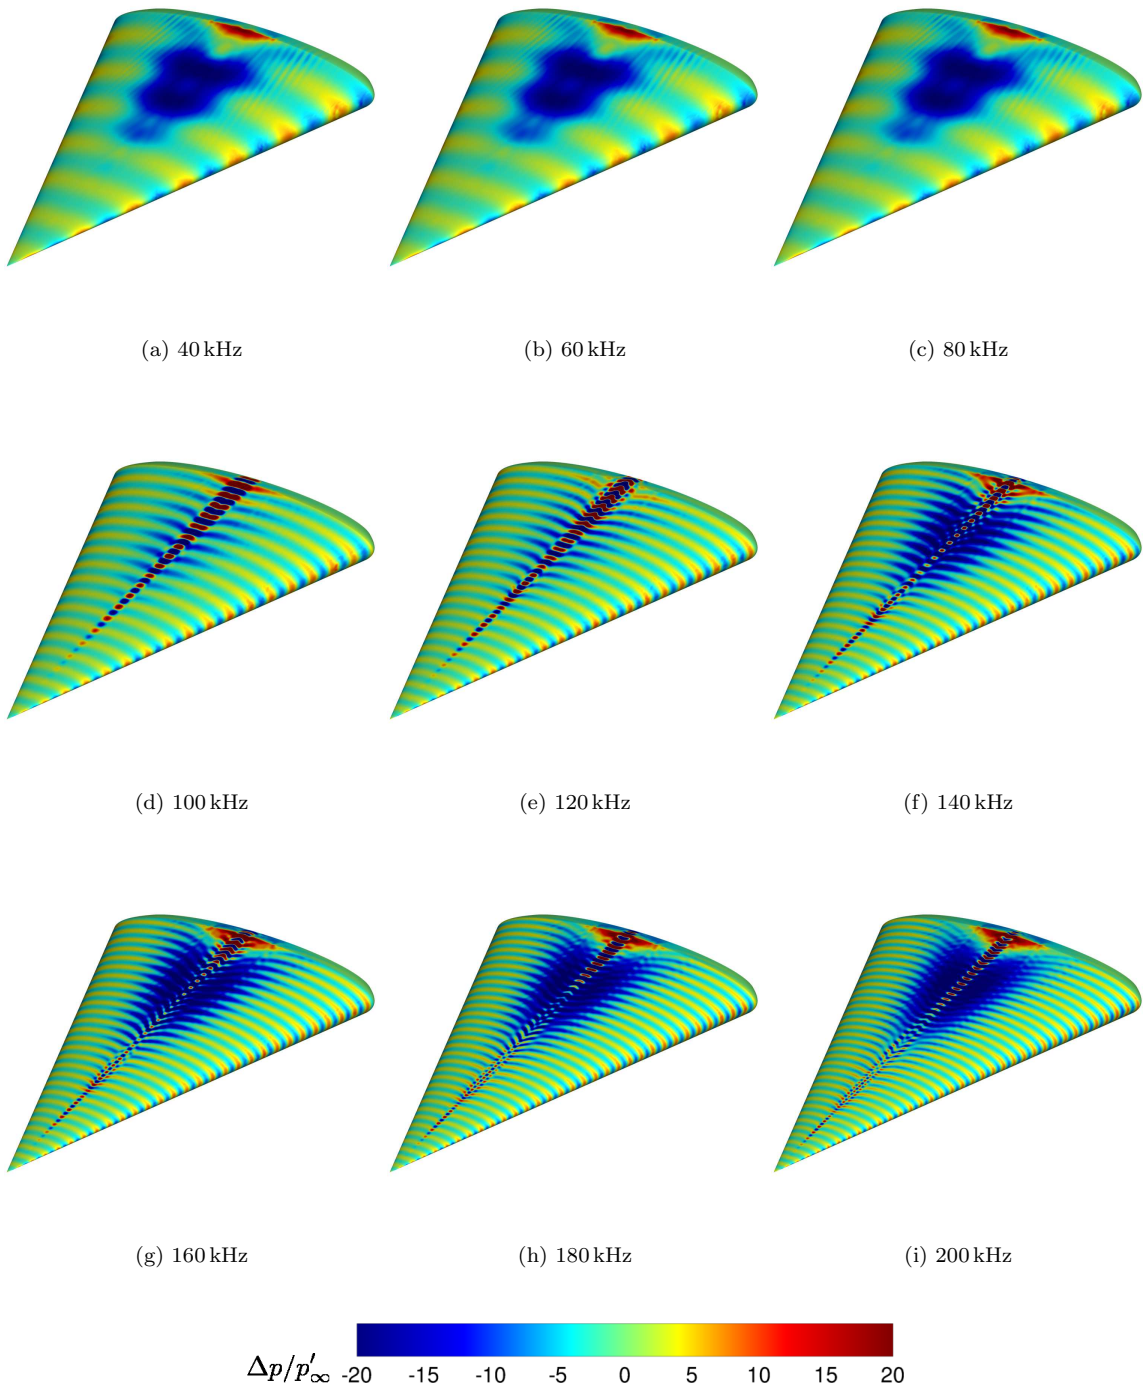 (a) 40 kHz (b) 60 kHz (c) 80 kHz
(d) 100 kHz (e) 120 kHz (f) 140 kHz
(g) 160 kHz (h) 180 kHz (i) 200 kHz
Δp/p′∞ -20 -15 -10 -5 0 5 10 15 20